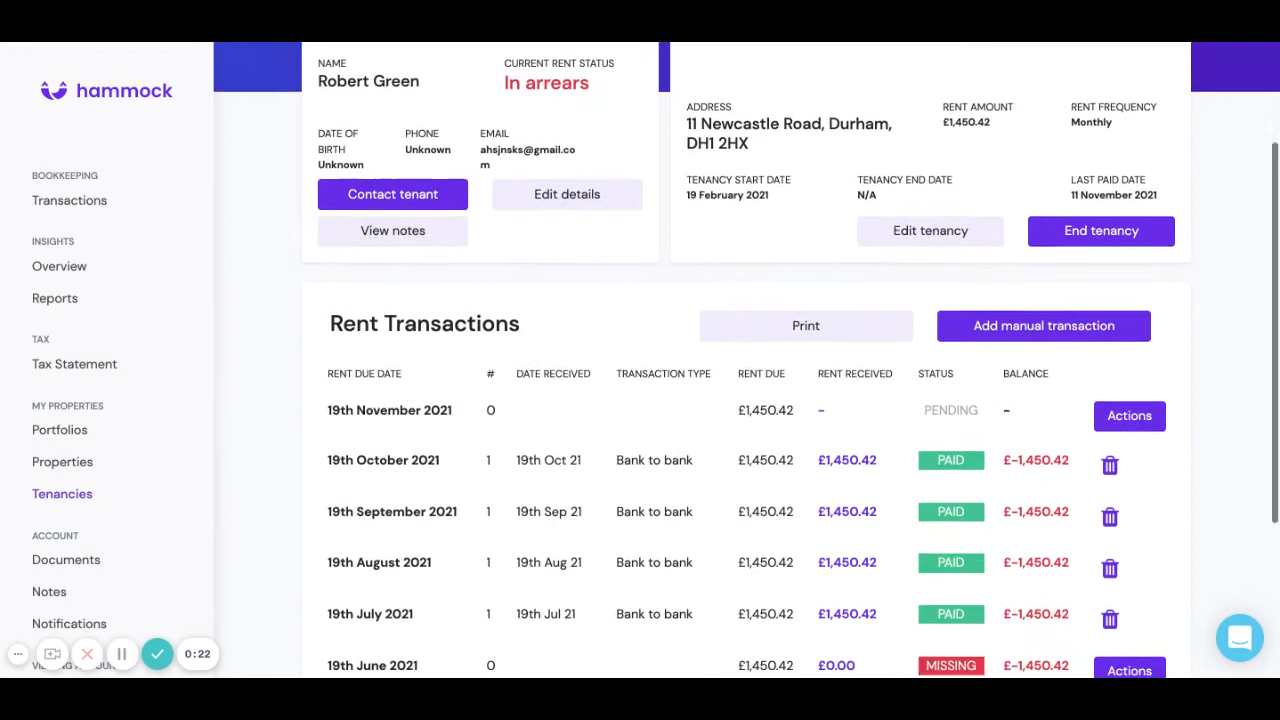 hammock
BOOKKEEPING
Transactions
INSIGHTS
Overview
Reports
TAX
Tax Statement
MY PROPERTIES
Portfolios
Properties
Tenancies
ACCOUNT
Documents
Notes
Notifications
0:22
NAME
Robert Green
CURRENT RENT STATUS
In arrears
DATE OF
BIRTH
Unknown
PHONE
Unknown
EMAIL
ahsjnsks@gmail.co
m
Contact tenant
Edit details
View notes
ADDRESS
11 Newcastle Road, Durham,
DH1 2HX
RENT AMOUNT
£1,450.42
RENT FREQUENCY
Monthly
TENANCY START DATE
19 February 2021
TENANCY END DATE
N/A
LAST PAID DATE
11 November 2021
Edit tenancy
End tenancy
Rent Transactions
Print
Add manual transaction
RENT DUE DATE # DATE RECEIVED TRANSACTION TYPE RENT DUE RENT RECEIVED STATUS BALANCE
19th November 2021 0 £1,450.42 - PENDING - Actions
19th October 2021 1 19th Oct 21 Bank to bank £1,450.42 £1,450.42 PAID £-1,450.42
19th September 2021 1 19th Sep 21 Bank to bank £1,450.42 £1,450.42 PAID £-1,450.42
19th August 2021 1 19th Aug 21 Bank to bank £1,450.42 £1,450.42 PAID £-1,450.42
19th July 2021 1 19th Jul 21 Bank to bank £1,450.42 £1,450.42 PAID £-1,450.42
19th June 2021 0 £1,450.42 £0.00 MISSING £-1,450.42 Actions